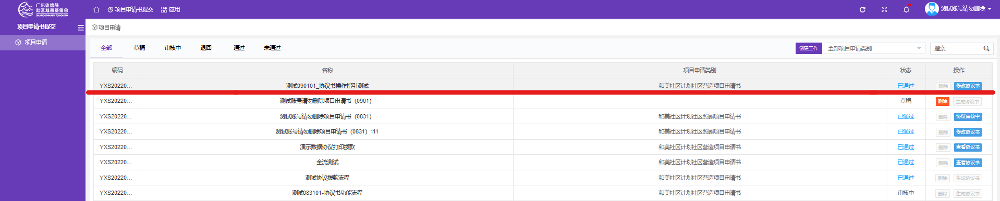 广东省德胜
社区慈善基金会
SHUNDE COMMUNITY FOUNDATION
项目申请书提交 应用
测试账号请勿删除
项目申请书提交
项目申请
项目申请
全部 草稿 审核中 退回 通过 未通过
创建工作 全部项目申请类别 搜索
编码 名称 项目申请类别 状态 操作
YXS20220... 测试090101_协议书操作指引测试 和美社区计划社区营造项目申请书 已通过 删除 修改协议书
YXS20220... 测试账号请勿删除项目申请书（0901） 草稿 删除 生成协议书
YXS20220... 测试账号请勿删除项目申请书（0831） 和美社区计划社区照顾项目申请书 已通过 删除 协议审核中
YXS20220... 测试账号请勿删除项目申请书（0831）111 和美社区计划社区照顾项目申请书 已通过 删除 修改协议书
YXS20220... 演示数据协议打印拨款 和美社区计划社区营造项目申请书 已通过 删除 查看协议书
YXS20220... 全流测试 和美社区计划社区营造项目申请书 已通过 删除 查看协议书
YXS20220... 测试协议拨款流程 和美社区计划社区营造项目申请书 已通过 删除 生成协议书
YXS20220... 测试083101-协议书功能流程 和美社区计划社区营造项目申请书 审核中 删除 生成协议书